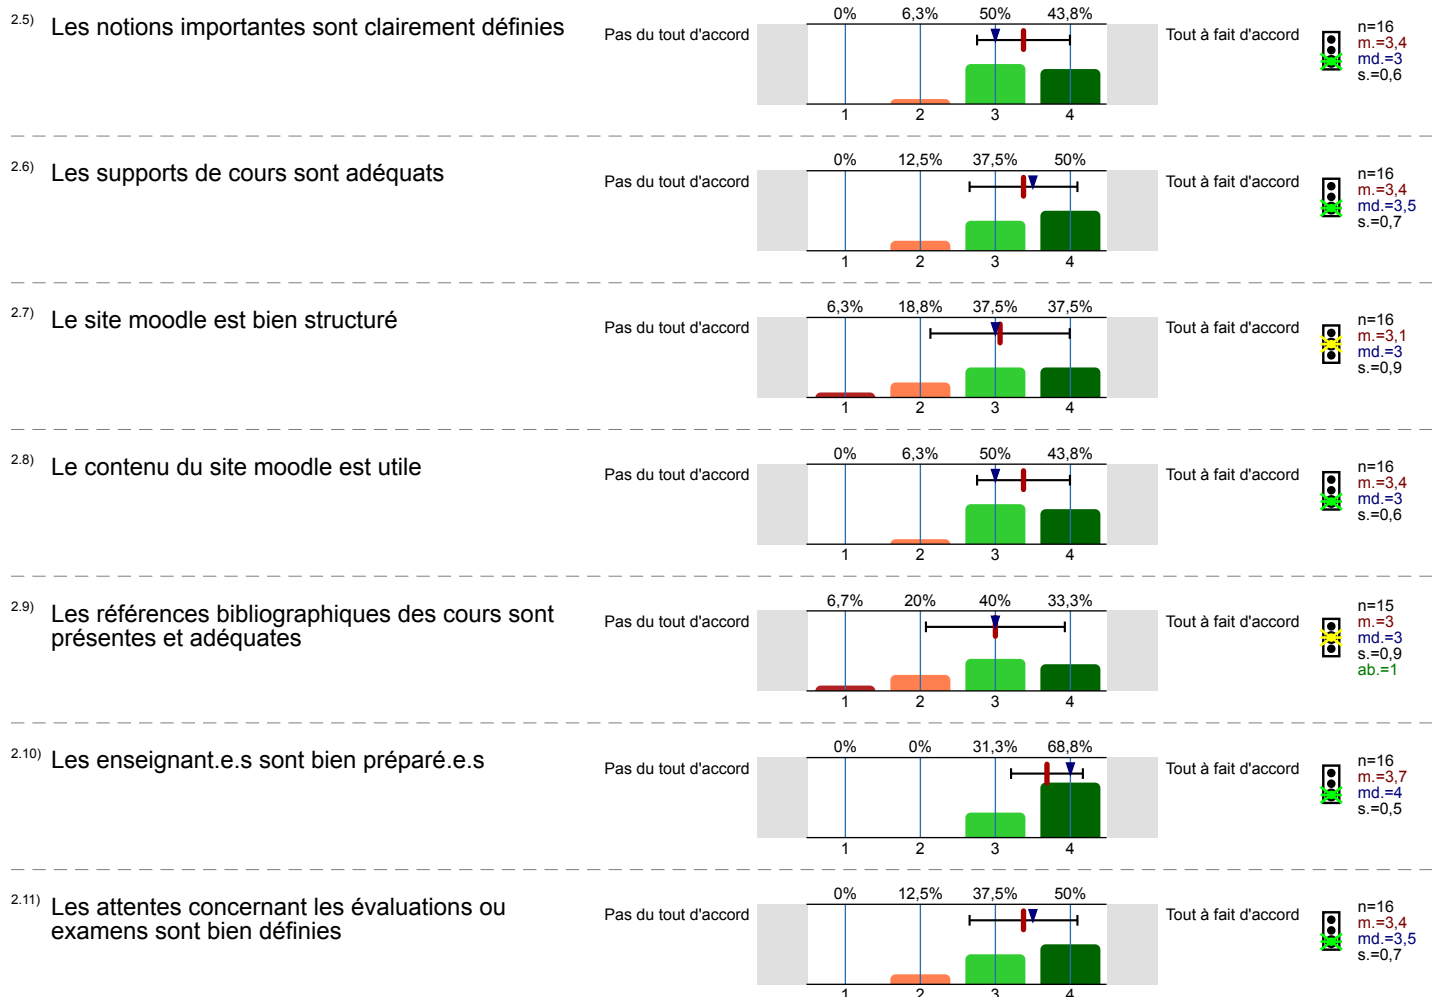 2.5) Les notions importantes sont clairement définies
Pas du tout d'accord
0% 6,3% 50% 43,8%
1 2 3 4
Tout à fait d'accord
n=16
m.=3,4
md.=3
s.=0,6
2.6) Les supports de cours sont adéquats
Pas du tout d'accord
0% 12,5% 37,5% 50%
1 2 3 4
Tout à fait d'accord
n=16
m.=3,4
md.=3,5
s.=0,7
2.7) Le site moodle est bien structuré
Pas du tout d'accord
6,3% 18,8% 37,5% 37,5%
1 2 3 4
Tout à fait d'accord
n=16
m.=3,1
md.=3
s.=0,9
2.8) Le contenu du site moodle est utile
Pas du tout d'accord
0% 6,3% 50% 43,8%
1 2 3 4
Tout à fait d'accord
n=16
m.=3,4
md.=3
s.=0,6
2.9) Les références bibliographiques des cours sont
présentes et adéquates
Pas du tout d'accord
6,7% 20% 40% 33,3%
1 2 3 4
Tout à fait d'accord
n=15
m.=3
md.=3
s.=0,9
ab.=1
2.10) Les enseignant.e.s sont bien préparé.e.s
Pas du tout d'accord
0% 0% 31,3% 68,8%
1 2 3 4
Tout à fait d'accord
n=16
m.=3,7
md.=4
s.=0,5
2.11) Les attentes concernant les évaluations ou
examens sont bien définies
Pas du tout d'accord
0% 12,5% 37,5% 50%
1 2 3 4
Tout à fait d'accord
n=16
m.=3,4
md.=3,5
s.=0,7